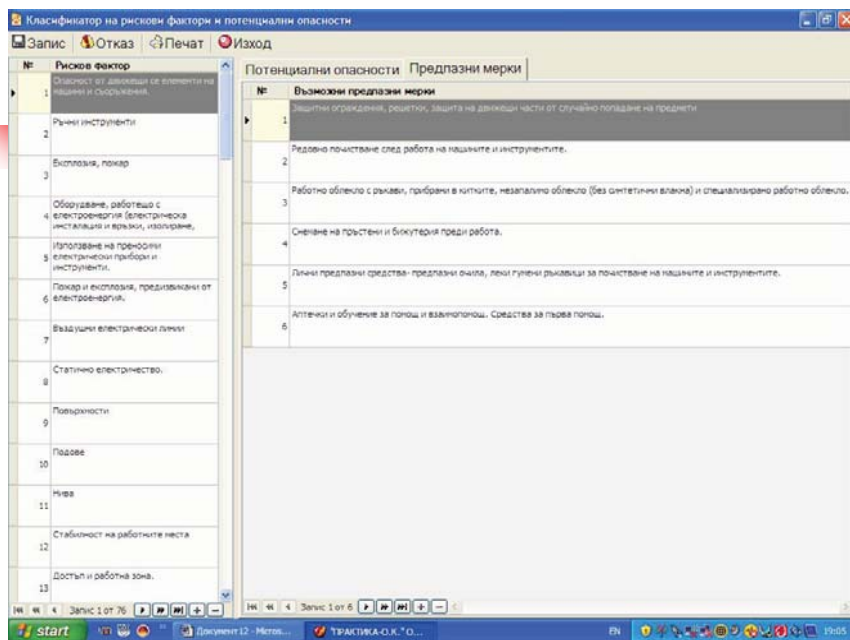 Класификатор на рискови фактори и потенциални опасности
Запис Отказ Печат Изход
№ Рисков Фактор
1 Опасност от движещи се елементи на
машини и съоръжения.
2 Ръчни инструменти
3 Експлозия, пожар
4 Оборудване, работещо с
електроенергия (електрическа
инсталация и връзки, изолиране,
5 Използване на преносими
електрически прибори и
инструменти.
6 Пожар и експлозия, предизвикани от
електроенергия.
7 Въздушни електрически линии
8 Статично електричество.
9 Повърхности
10 Подове
11 Нива
12 Стабилност на работните места
13 Достъп и работна зона.
Запис 1 от 76
Потенциални опасности Предпазни мерки
№ Възможни предпазни мерки
1 Защитни ограждения, решетки, защита на движещи части от случайно попадане на предмети
2 Редовно почистване след работа на машините и инструментите.
3 Работно облекло с ръкави, прибрани в китките, незапалимо облекло (без синтетични влакна) и специализирано работно облекло.
4 Снемане на пръстени и бижутерия преди работа.
5 Лични предпазни средства- предпазни очила, леки гумени ръкавици за почистване на машините и инструментите.
6 Аптечки и обучение за помощ и взаимопомощ. Средства за първа помощ.
Запис 1 от 6
start Документ12 - Micros... "ПРАКТИКА-О.К." О... EN 19:05